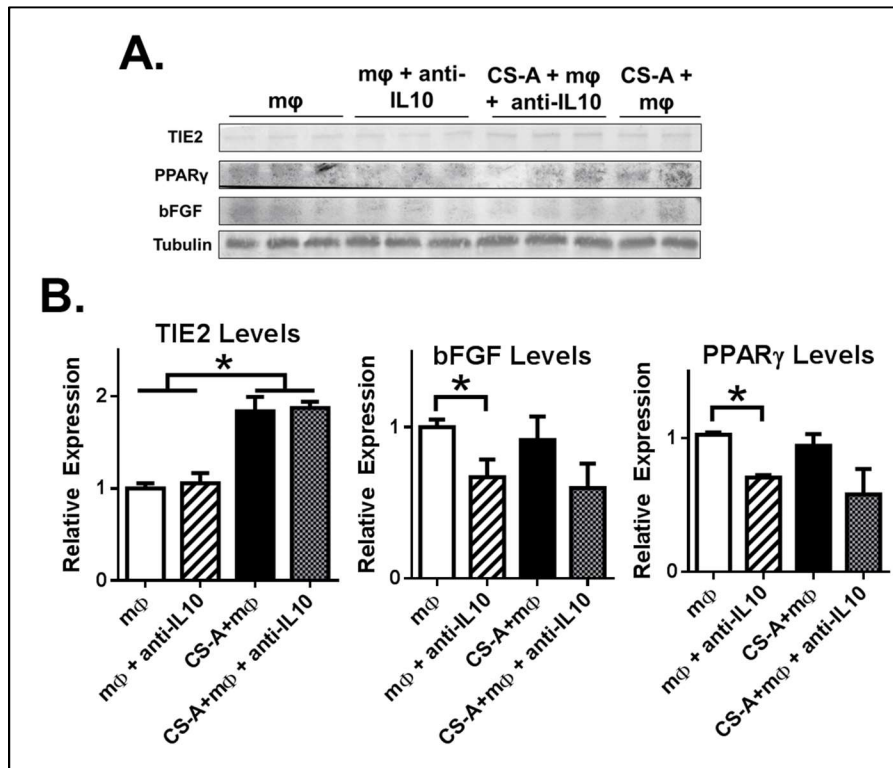 A.
mφ
mφ + anti-
IL10
CS-A + mφ
+ anti-IL10
CS-A +
mφ
TIE2
PPARγ
bFGF
Tubulin
B.
TIE2 Levels
*
Relative Expression
2
1
0
mΦ
mΦ + anti-IL10
CS-A+mΦ
CS-A+mΦ + anti-IL10
bFGF Levels
*
Relative Expression
1
0
mΦ
mΦ + anti-IL10
CS-A+mΦ
CS-A+mΦ + anti-IL10
PPARγ Levels
*
Relative Expression
1
0
mΦ
mΦ + anti-IL10
CS-A+mΦ
CS-A+mΦ + anti-IL10